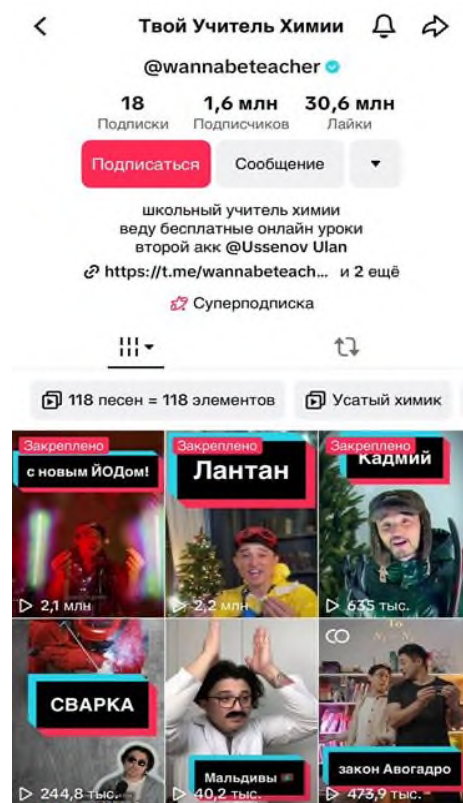 Твой Учитель Химии
@wannabeteacher
18 1,6 млн 30,6 млн
Подписки Подписчиков Лайки
Подписаться Сообщение
школьный учитель химии
веду бесплатные онлайн уроки
второй акк @Ussenov Ulan
https://t.me/wannabeteach... и 2 ещё
Суперподписка
118 песен = 118 элементов Усатый химик
Закреплено Закреплено Закреплено
с новым ЙОДом! Лантан Кадмий
2,1 млн 2,2 млн 635 тыс.
СВАРКА Мальдивы закон Авогадро
244,8 тыс. 40,2 тыс. 473,9 тыс.